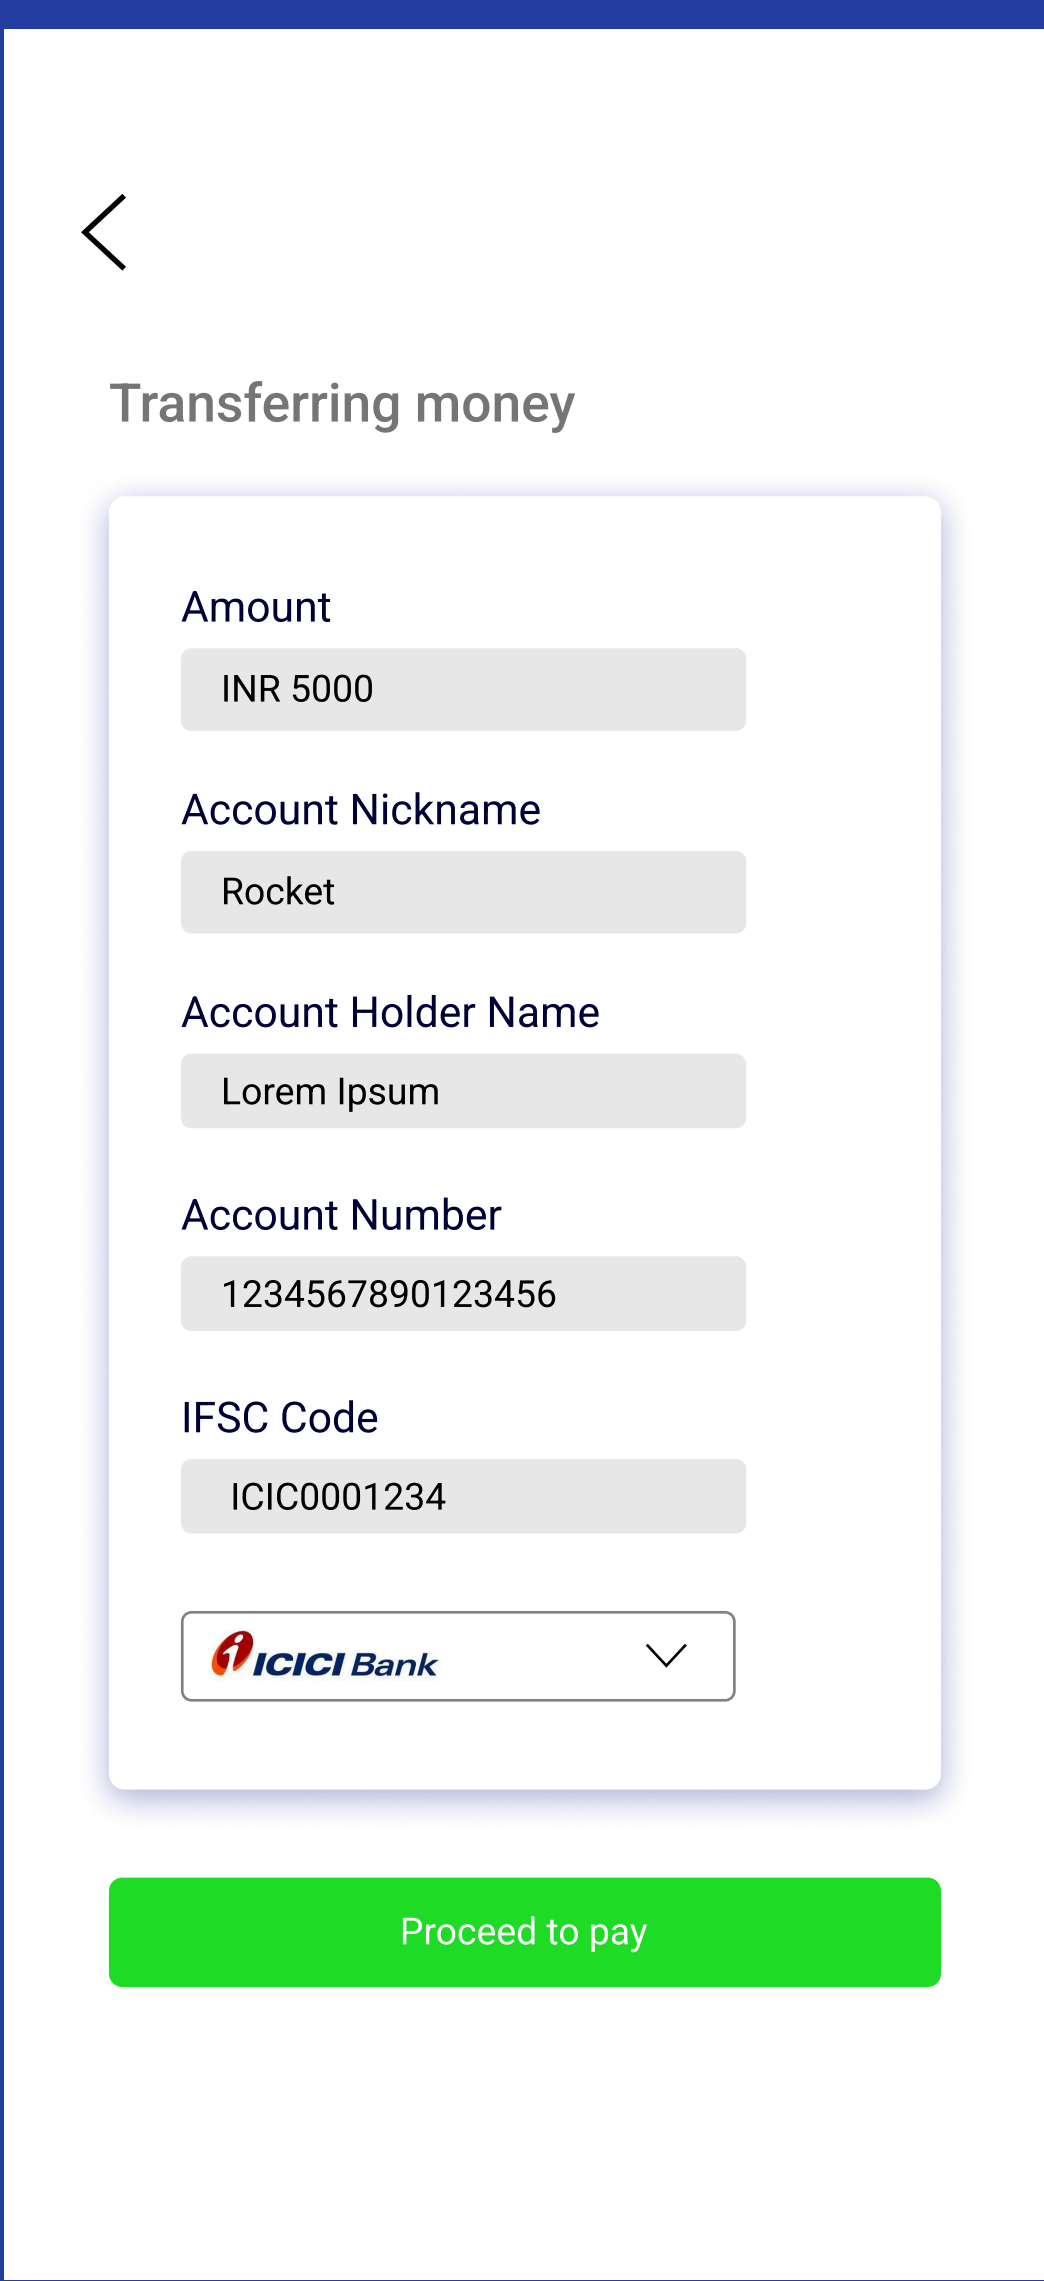 Transferring money
Amount
INR 5000
Account Nickname
Rocket
Account Holder Name
Lorem Ipsum
Account Number
1234567890123456
IFSC Code
ICIC0001234
ICICI Bank
Proceed to pay